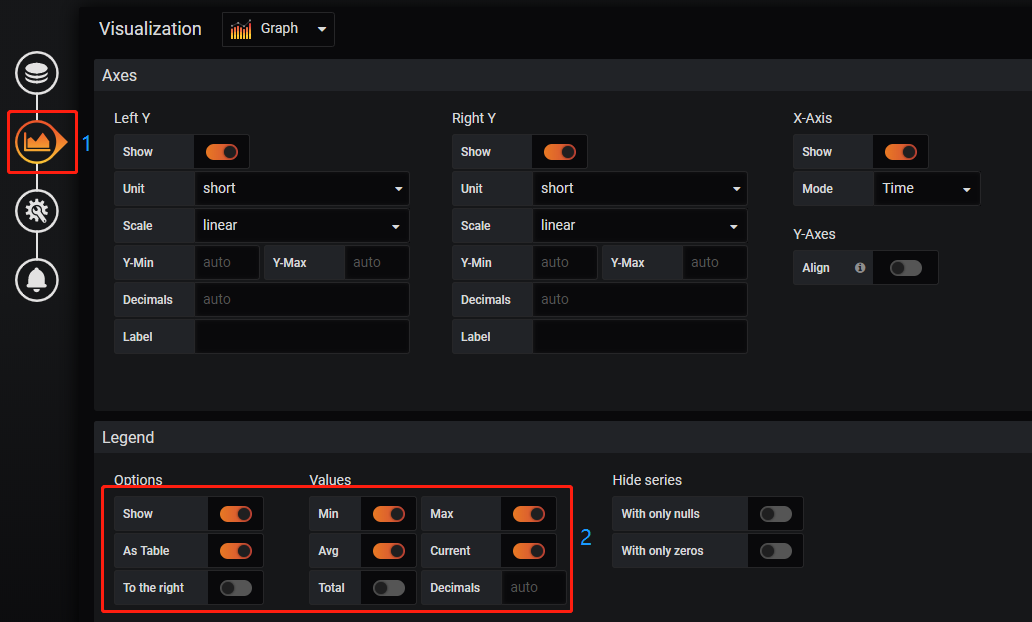 Visualization Graph
Axes
Left Y Right Y X-Axis
Show Show Show
1
Unit short Unit short Mode Time
Scale linear Scale linear Y-Axes
Y-Min auto Y-Max auto Y-Min auto Y-Max auto Align
Decimals auto Decimals auto
Label Label
Legend
Options Values Hide series
Show Min Max With only nulls
2
As Table Avg Current With only zeros
To the right Total Decimals auto